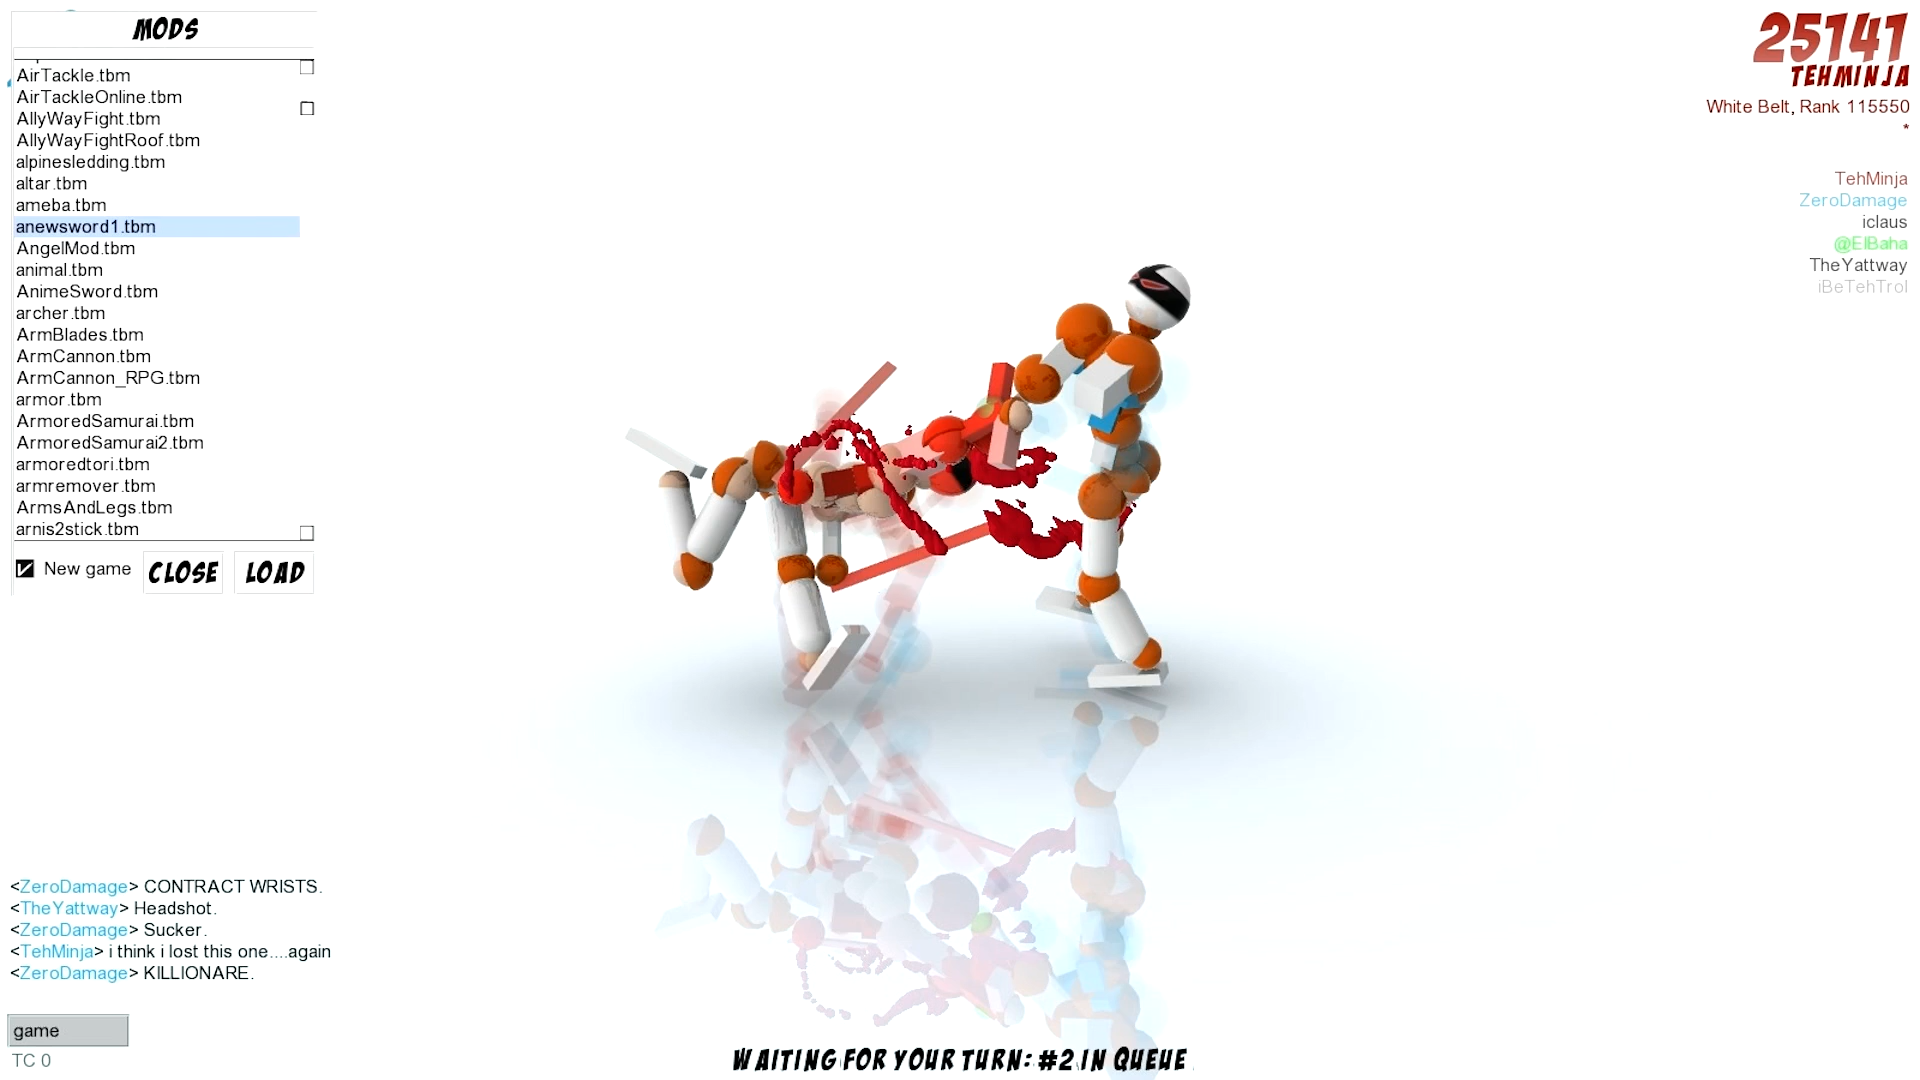 MODS
AirTackle.tbm
AirTackleOnline.tbm
AllyWayFight.tbm
AllyWayFightRoof.tbm
alpinesledding.tbm
altar.tbm
ameba.tbm
anewsword1.tbm
AngelMod.tbm
animal.tbm
AnimeSword.tbm
archer.tbm
ArmBlades.tbm
ArmCannon.tbm
ArmCannon_RPG.tbm
armor.tbm
ArmoredSamurai.tbm
ArmoredSamurai2.tbm
armoredtori.tbm
armremover.tbm
ArmsAndLegs.tbm
arnis2stick.tbm
New game CLOSE LOAD
25141
TEHMINJA
White Belt, Rank 115550
*
TehMinja
ZeroDamage
iclaus
@ElBaha
TheYattway
iBeTehTrol
<ZeroDamage> CONTRACT WRISTS.
<TheYattway> Headshot.
<ZeroDamage> Sucker.
<TehMinja> i think i lost this one....again
<ZeroDamage> KILLIONARE.
game
TC 0
WAITING FOR YOUR TURN: #2 IN QUEUE